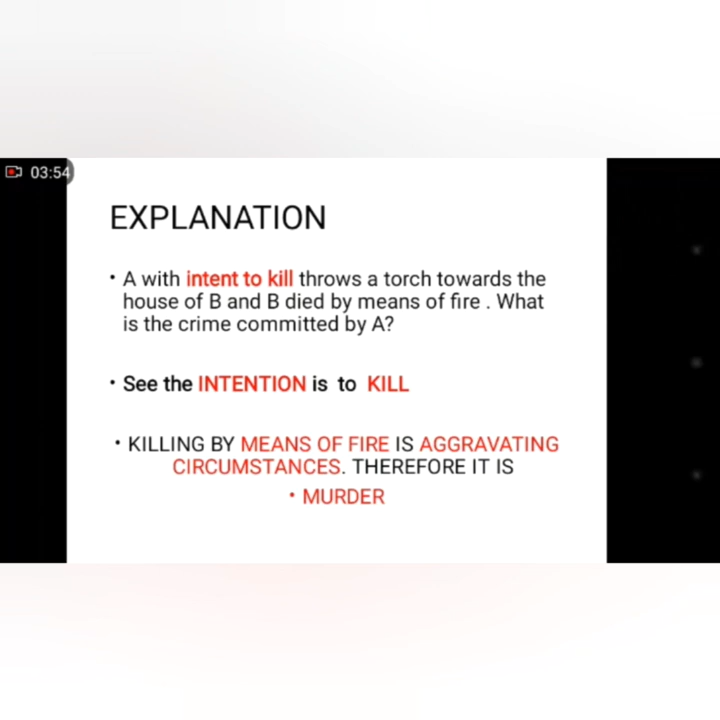 03:54
EXPLANATION
• A with intent to kill throws a torch towards the
house of B and B died by means of fire . What
is the crime committed by A?
• See the INTENTION is to KILL
• KILLING BY MEANS OF FIRE IS AGGRAVATING
CIRCUMSTANCES. THEREFORE IT IS
• MURDER